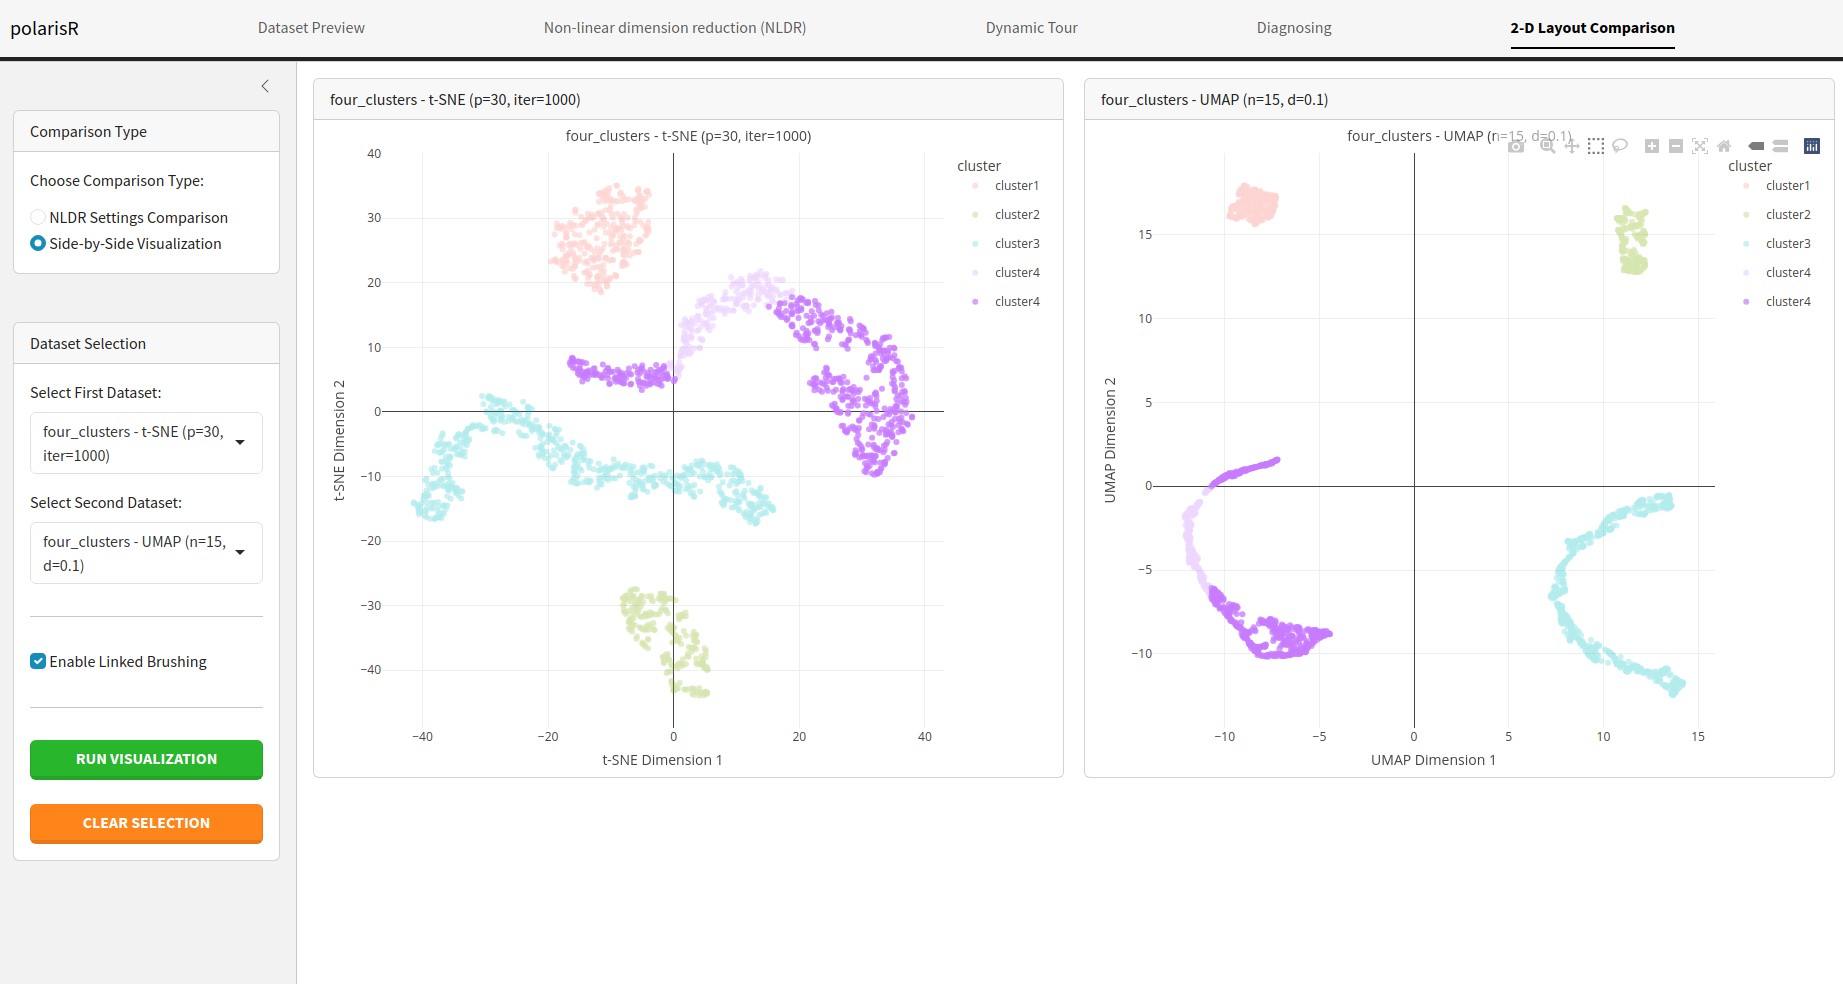 polarisR
Dataset Preview
Non-linear dimension reduction (NLDR)
Dynamic Tour
Diagnosing
2-D Layout Comparison
Comparison Type
Choose Comparison Type:
NLDR Settings Comparison
Side-by-Side Visualization
Dataset Selection
Select First Dataset:
four_clusters - t-SNE (p=30,
iter=1000)
Select Second Dataset:
four_clusters - UMAP (n=15,
d=0.1)
Enable Linked Brushing
RUN VISUALIZATION
CLEAR SELECTION
four_clusters - t-SNE (p=30, iter=1000)
four_clusters - t-SNE (p=30, iter=1000)
40
30
20
10
0
−10
−20
−30
−40
t-SNE Dimension 2
−40
−20
0
20
40
t-SNE Dimension 1
cluster
cluster1
cluster2
cluster3
cluster4
cluster4
four_clusters - UMAP (n=15, d=0.1)
four_clusters - UMAP (n=15, d=0.1)
15
10
5
0
−5
−10
UMAP Dimension 2
−10
−5
0
5
10
15
UMAP Dimension 1
cluster
cluster1
cluster2
cluster3
cluster4
cluster4